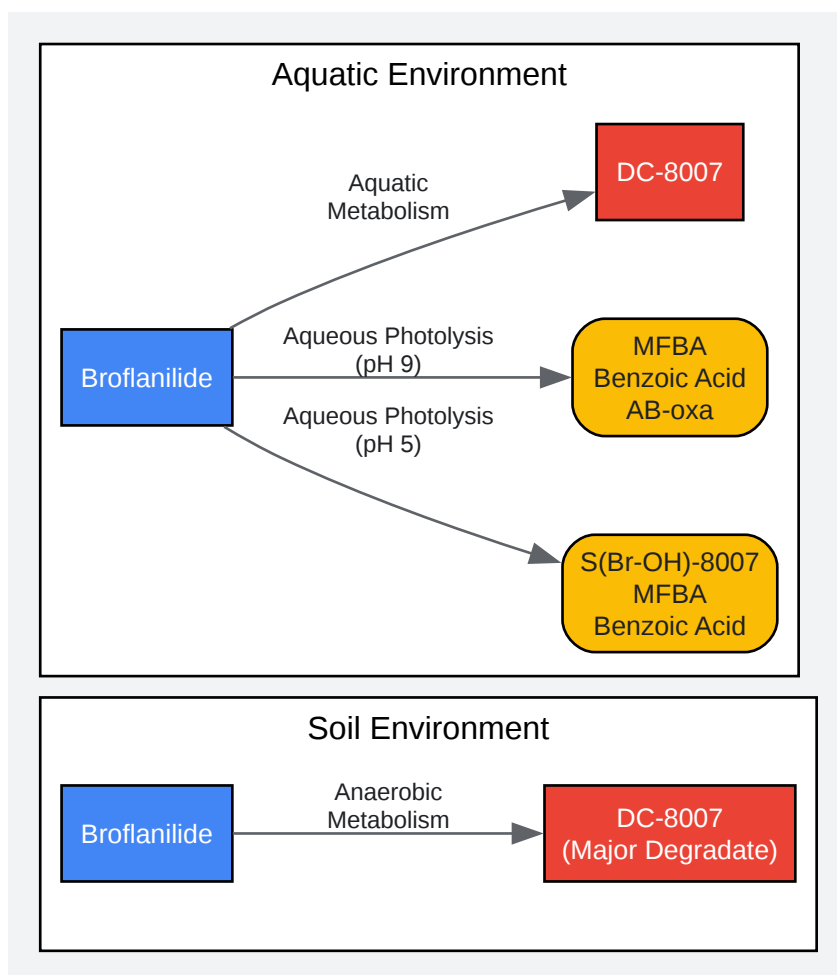 Aquatic Environment
DC-8007
Aquatic
Metabolism
Broflanilide
Aqueous Photolysis
(pH 9)
MFBA
Benzoic Acid
AB-oxa
Aqueous Photolysis
(pH 5)
S(Br-OH)-8007
MFBA
Benzoic Acid
Soil Environment
Broflanilide
Anaerobic
Metabolism
DC-8007
(Major Degradate)